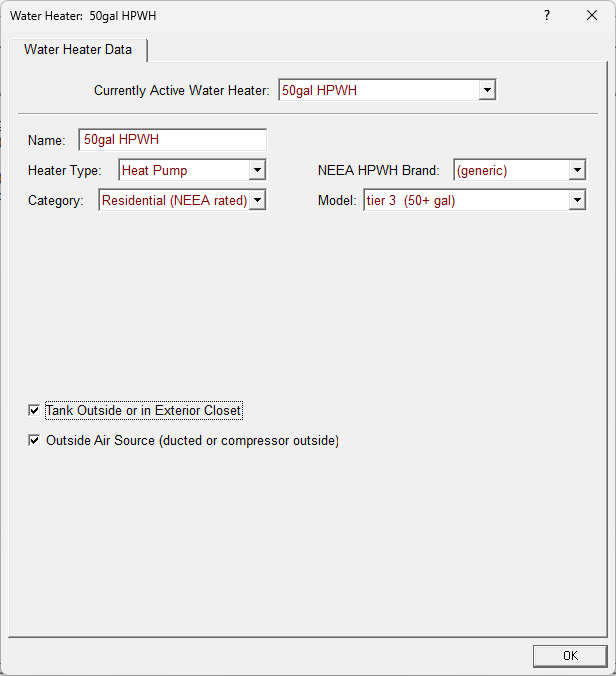 Water Heater: 50gal HPWH
?
Water Heater Data
Currently Active Water Heater: 50gal HPWH
Name: 50gal HPWH
Heater Type: Heat Pump NEEA HPWH Brand: (generic)
Category: Residential (NEEA rated) Model: tier 3 (50+ gal)
Tank Outside or in Exterior Closet
Outside Air Source (ducted or compressor outside)
OK